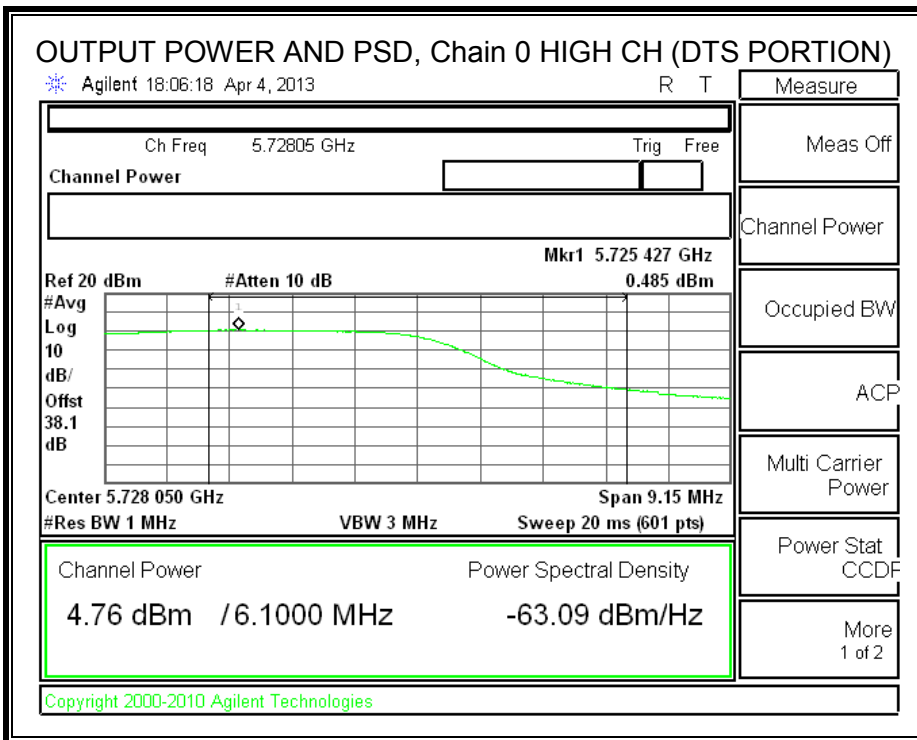 OUTPUT POWER AND PSD, Chain 0 HIGH CH (DTS PORTION)
Agilent 18:06:18 Apr 4, 2013 R T
Measure
Ch Freq 5.72805 GHz Trig Free
Channel Power
Mkr1 5.725 427 GHz
Ref 20 dBm #Atten 10 dB 0.485 dBm
#Avg
Log
10
dB/
Offst
38.1
dB
1
Center 5.728 050 GHz Span 9.15 MHz
#Res BW 1 MHz VBW 3 MHz Sweep 20 ms (601 pts)
Channel Power Power Spectral Density
4.76 dBm / 6.1000 MHz -63.09 dBm/Hz
Meas Off
Channel Power
Occupied BW
ACP
Multi Carrier
Power
Power Stat
CCDF
More
1 of 2
Copyright 2000-2010 Agilent Technologies